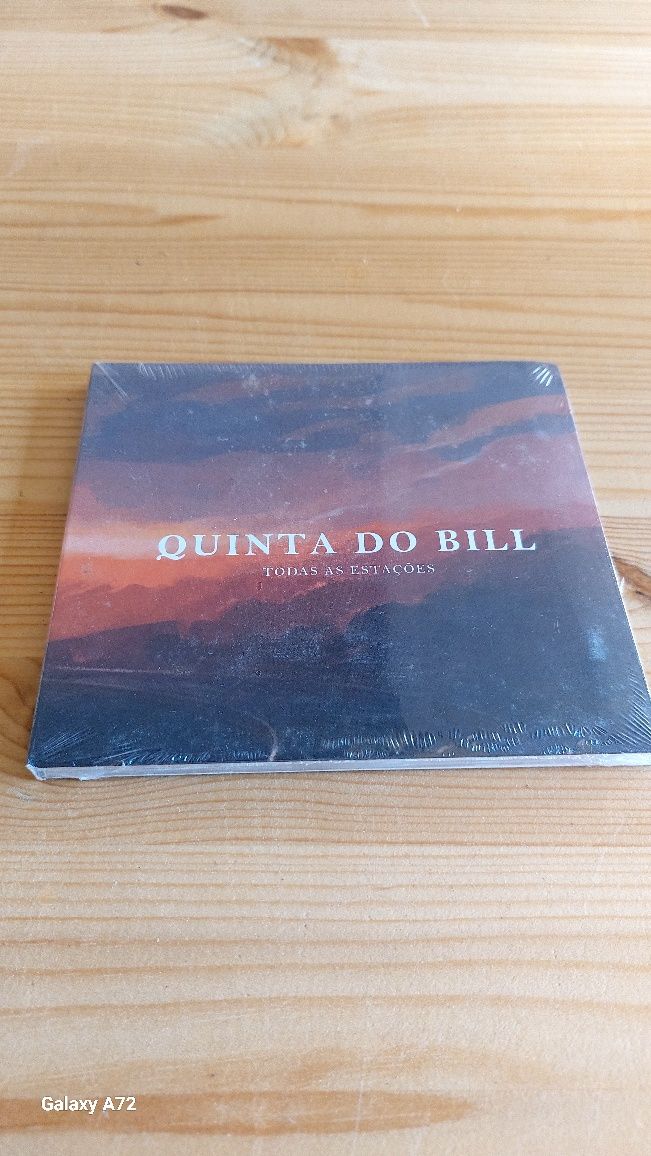 QUINTA DO BILL
TODAS AS ESTAÇÕES
Galaxy A72